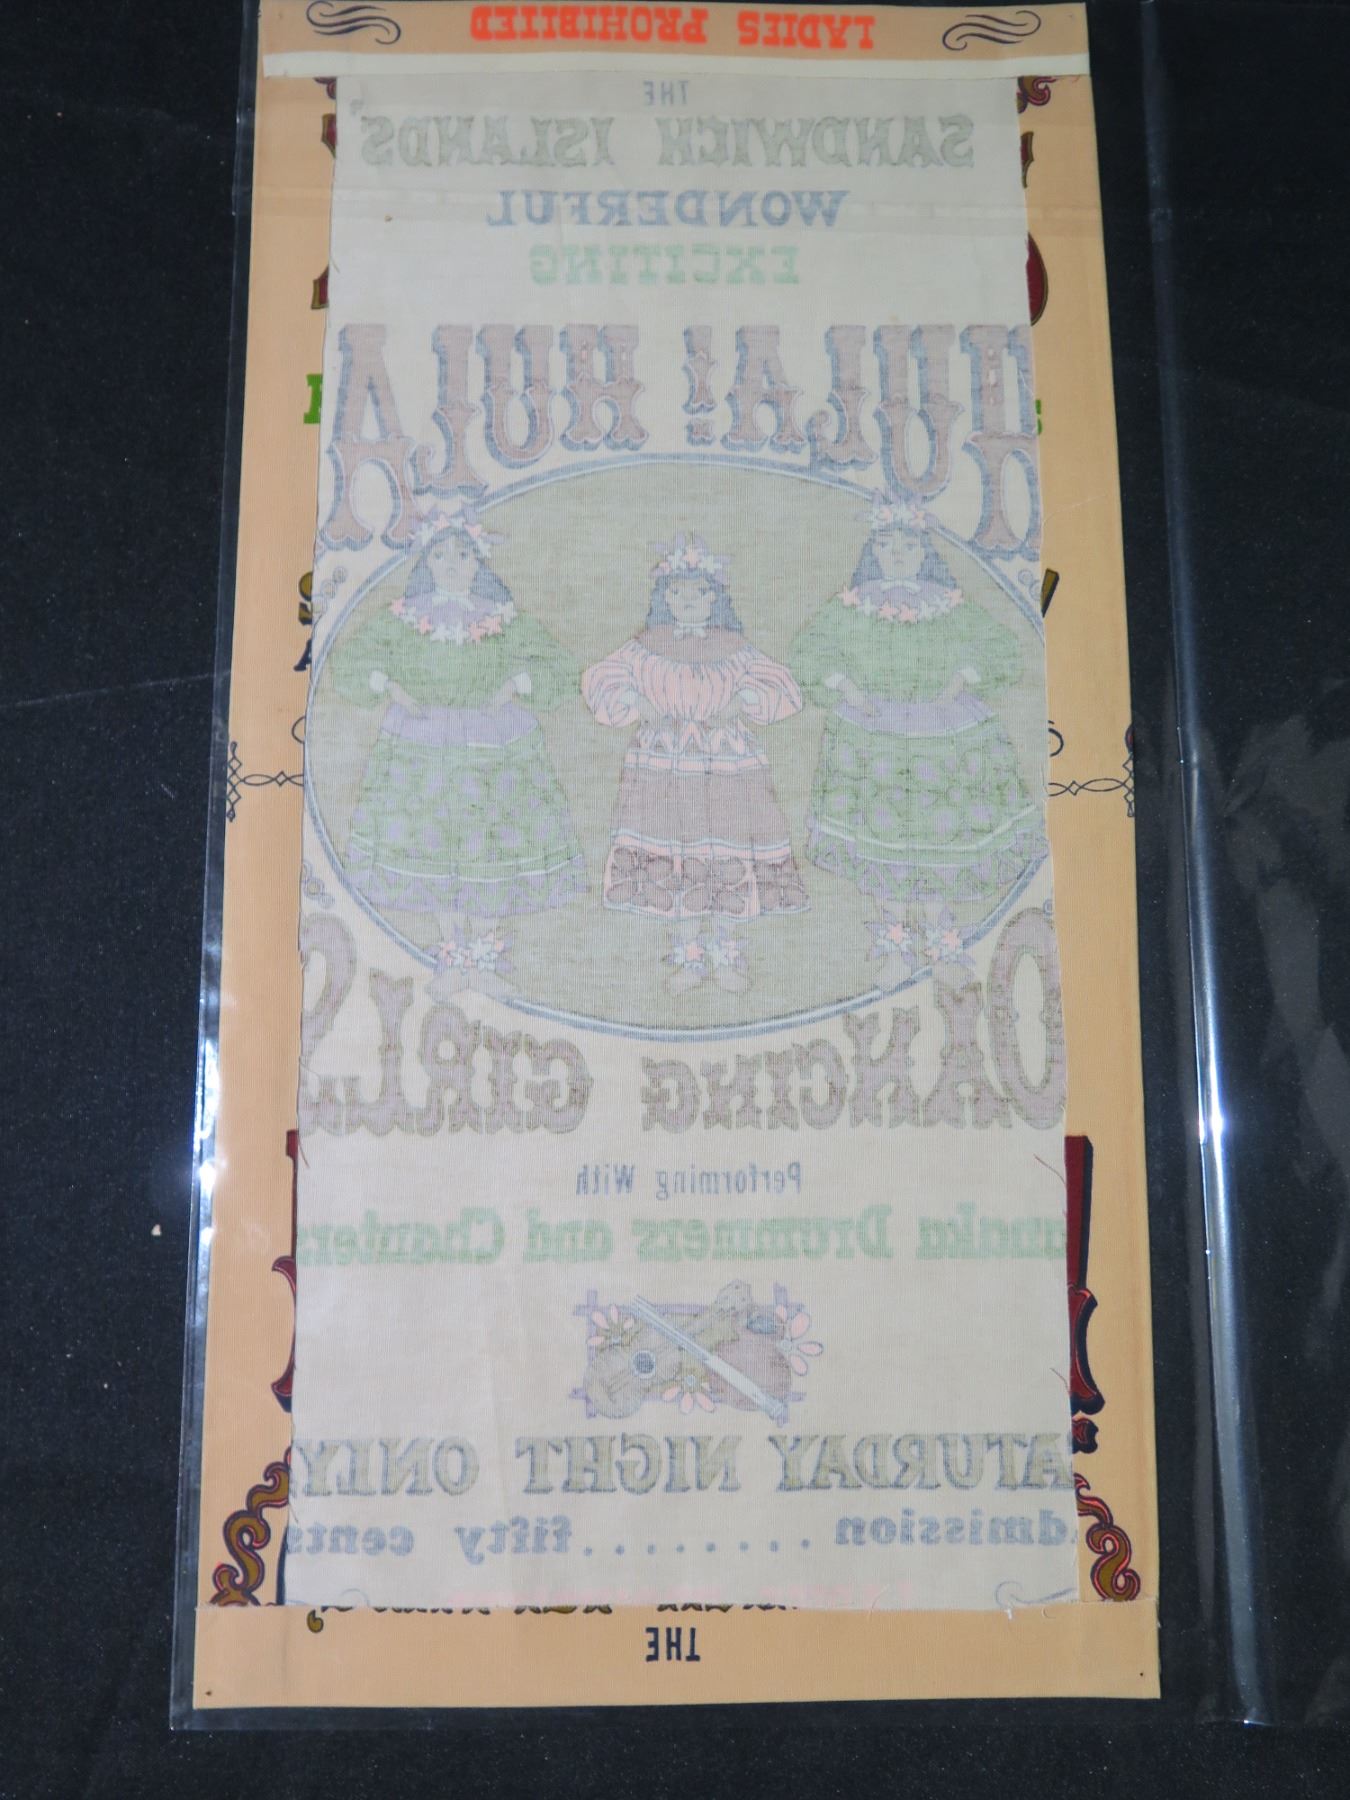 LADIES PROHIBITED
THE
SANDWICH ISLANDS'
WONDERFUL
EXCITING
HULA! HULA
DANCING GIRLS
Performing With
Drummers and Chanters
SATURDAY NIGHT ONLY
Admission ........ fifty cents
THE